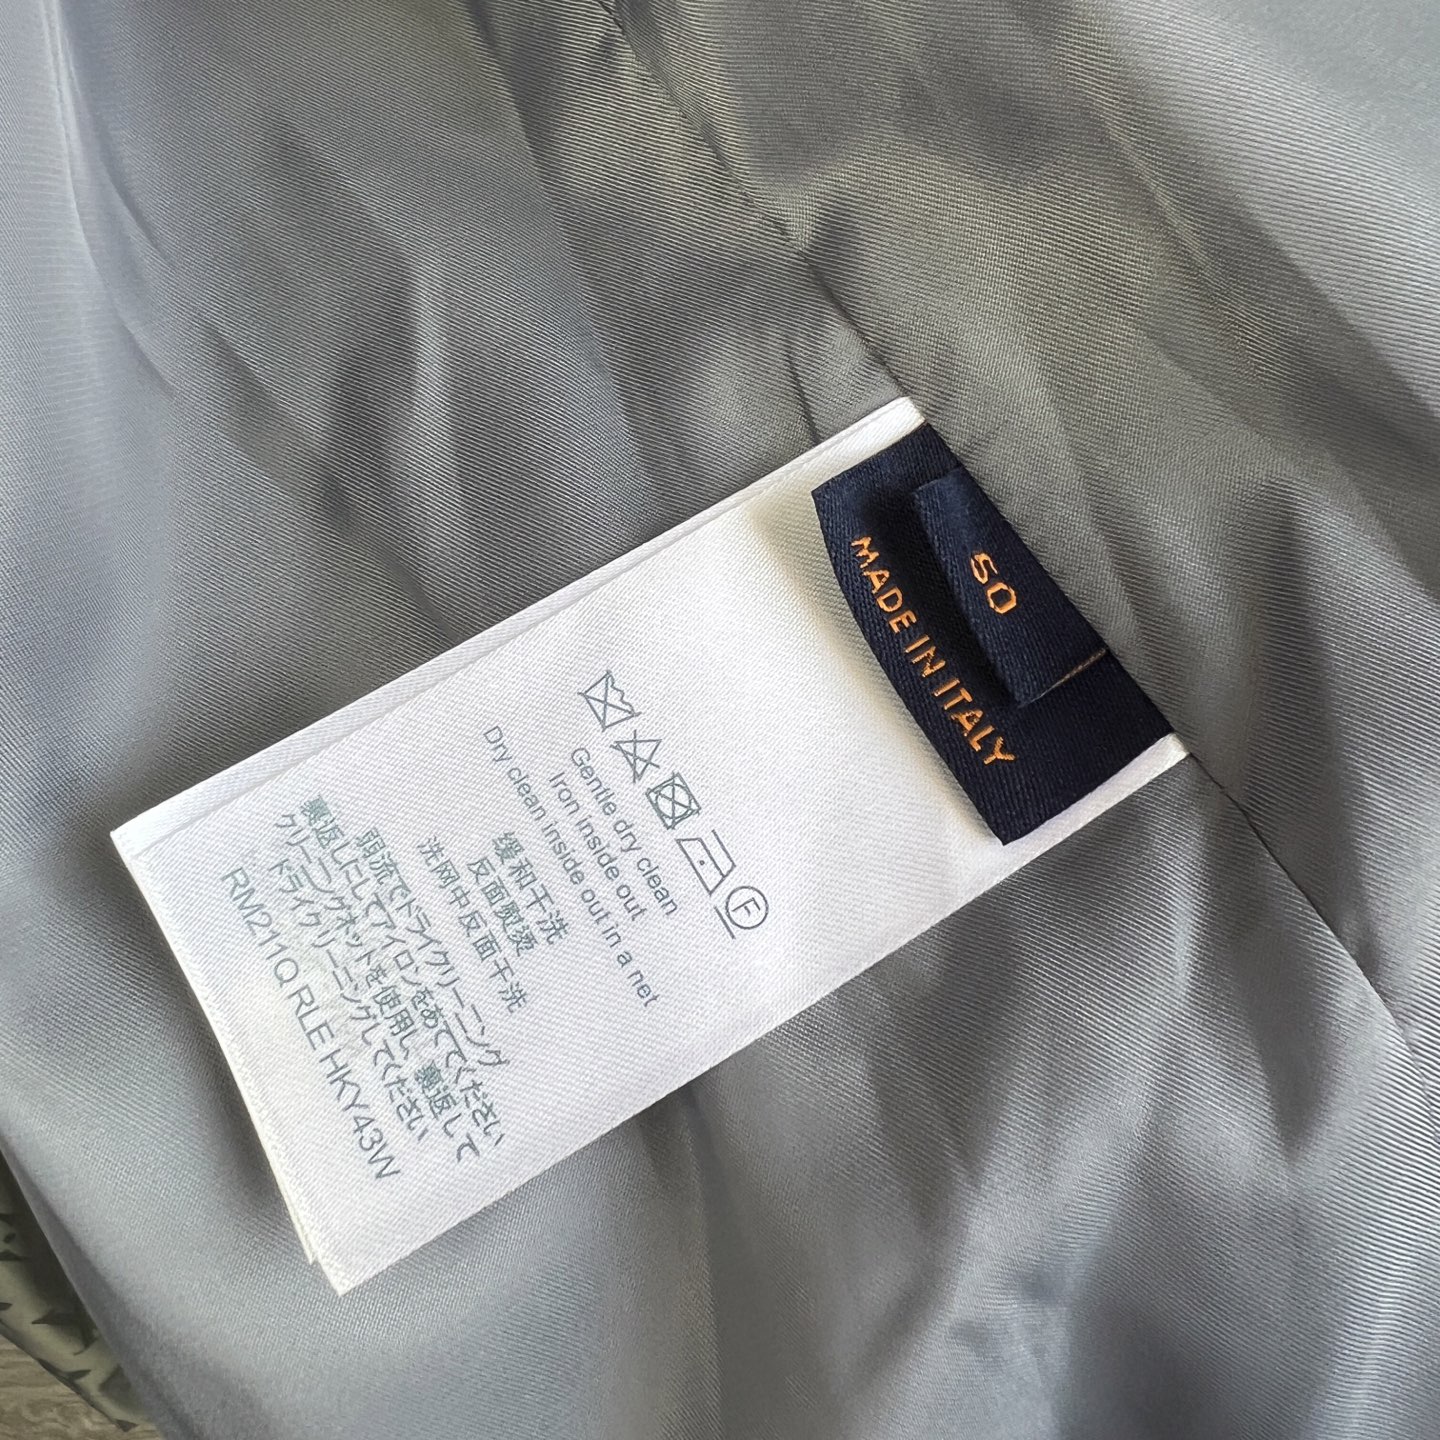 50
MADE IN ITALY
F
Gentle dry clean
Iron inside out
Dry clean inside out in a net
缓和干洗
反面熨烫
洗网中反面干洗
弱流でドライクリーニング
裏返しにしてアイロンをあててください
クリーニングネットを使用し、裏返して
ドライクリーニングしてください
RM211Q RLE HKY43W